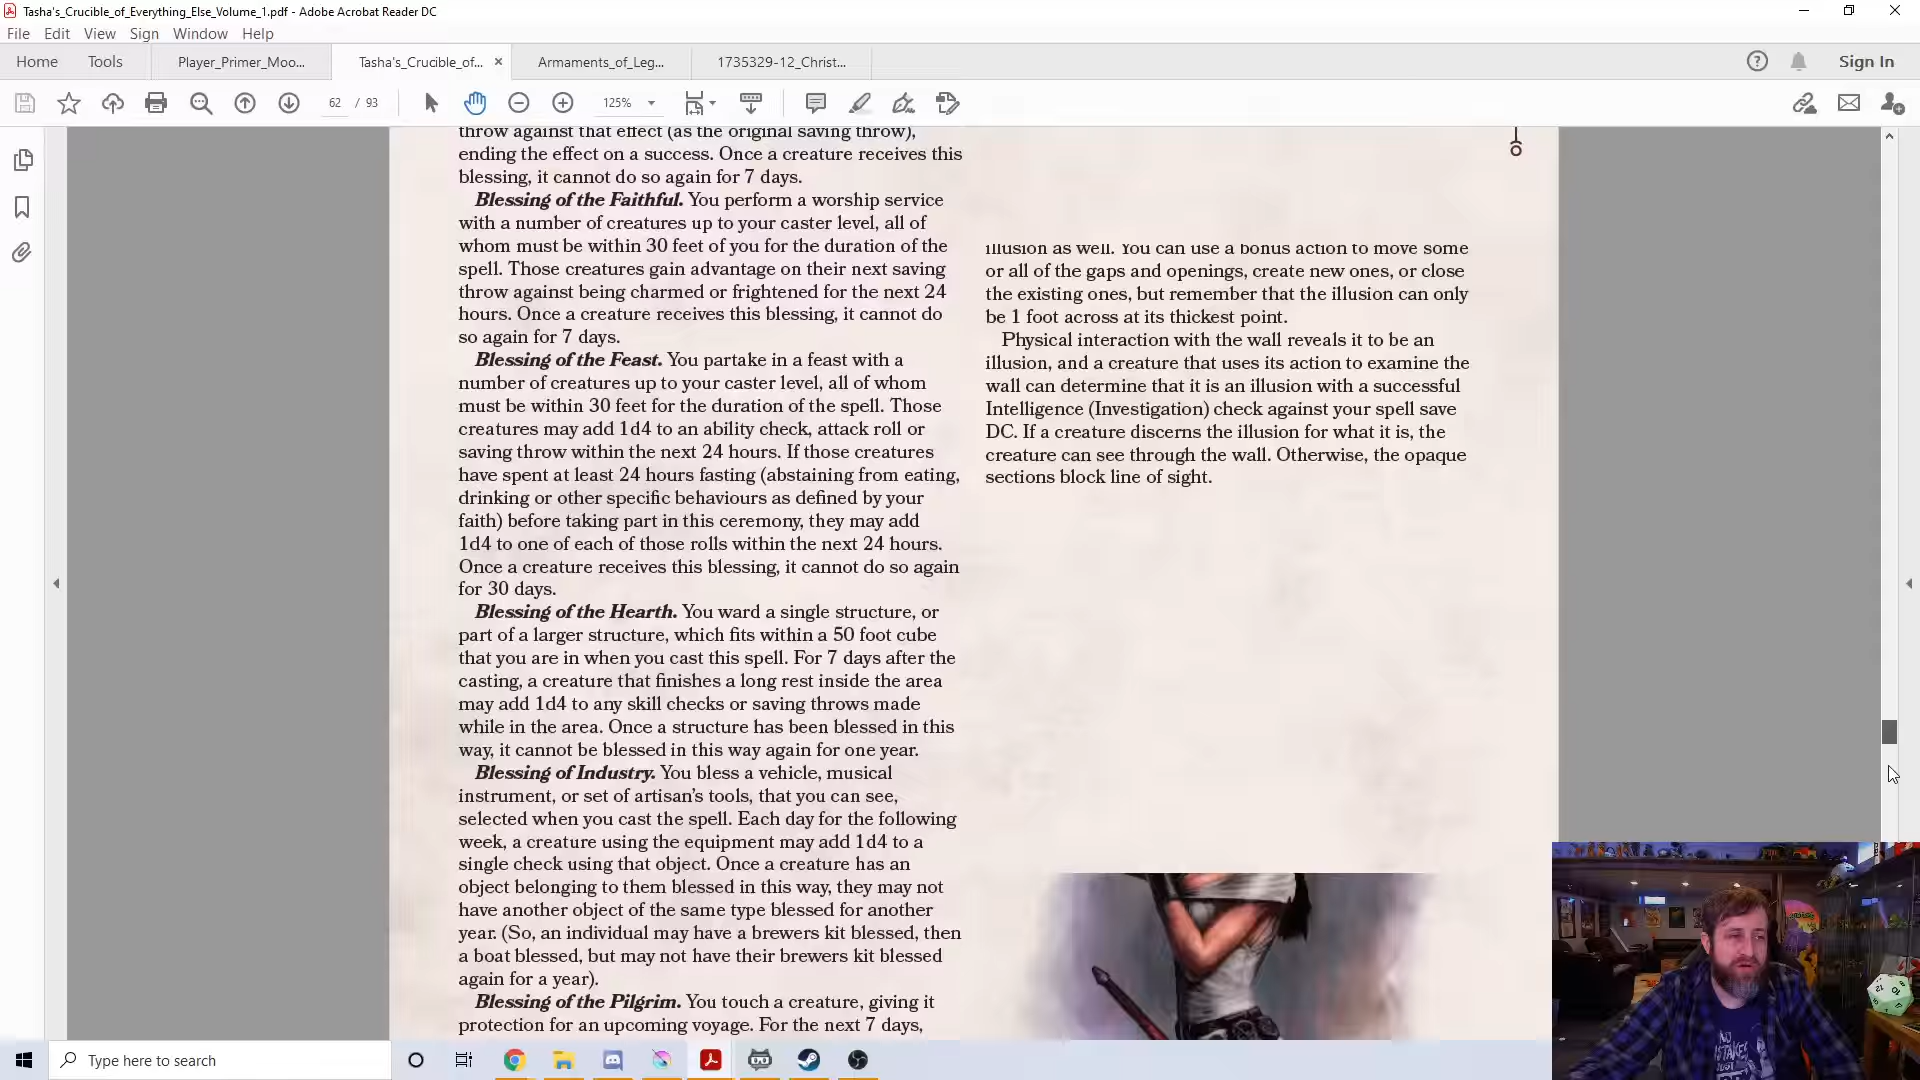 Tasha's_Crucible_of_Everything_Else_Volume_1.pdf - Adobe Acrobat Reader DC
File Edit View Sign Window Help
Home Tools Player_Primer_Moo... Tasha's_Crucible_of... × Armaments_of_Leg... 1735329-12_Christ... Sign In
62 / 93 125%
throw against that effect (as the original saving throw),
ending the effect on a success. Once a creature receives this
blessing, it cannot do so again for 7 days.
Blessing of the Faithful. You perform a worship service
with a number of creatures up to your caster level, all of
whom must be within 30 feet of you for the duration of the
spell. Those creatures gain advantage on their next saving
throw against being charmed or frightened for the next 24
hours. Once a creature receives this blessing, it cannot do
so again for 7 days.
Blessing of the Feast. You partake in a feast with a
number of creatures up to your caster level, all of whom
must be within 30 feet for the duration of the spell. Those
creatures may add 1d4 to an ability check, attack roll or
saving throw within the next 24 hours. If those creatures
have spent at least 24 hours fasting (abstaining from eating,
drinking or other specific behaviours as defined by your
faith) before taking part in this ceremony, they may add
1d4 to one of each of those rolls within the next 24 hours.
Once a creature receives this blessing, it cannot do so again
for 30 days.
Blessing of the Hearth. You ward a single structure, or
part of a larger structure, which fits within a 50 foot cube
that you are in when you cast this spell. For 7 days after the
casting, a creature that finishes a long rest inside the area
may add 1d4 to any skill checks or saving throws made
while in the area. Once a structure has been blessed in this
way, it cannot be blessed in this way again for one year.
Blessing of Industry. You bless a vehicle, musical
instrument, or set of artisan's tools, that you can see,
selected when you cast the spell. Each day for the following
week, a creature using the equipment may add 1d4 to a
single check using that object. Once a creature has an
object belonging to them blessed in this way, they may not
have another object of the same type blessed for another
year. (So, an individual may have a brewers kit blessed, then
a boat blessed, but may not have their brewers kit blessed
again for a year).
Blessing of the Pilgrim. You touch a creature, giving it
protection for an upcoming voyage. For the next 7 days,
illusion as well. You can use a bonus action to move some
or all of the gaps and openings, create new ones, or close
the existing ones, but remember that the illusion can only
be 1 foot across at its thickest point.
Physical interaction with the wall reveals it to be an
illusion, and a creature that uses its action to examine the
wall can determine that it is an illusion with a successful
Intelligence (Investigation) check against your spell save
DC. If a creature discerns the illusion for what it is, the
creature can see through the wall. Otherwise, the opaque
sections block line of sight.
Type here to search